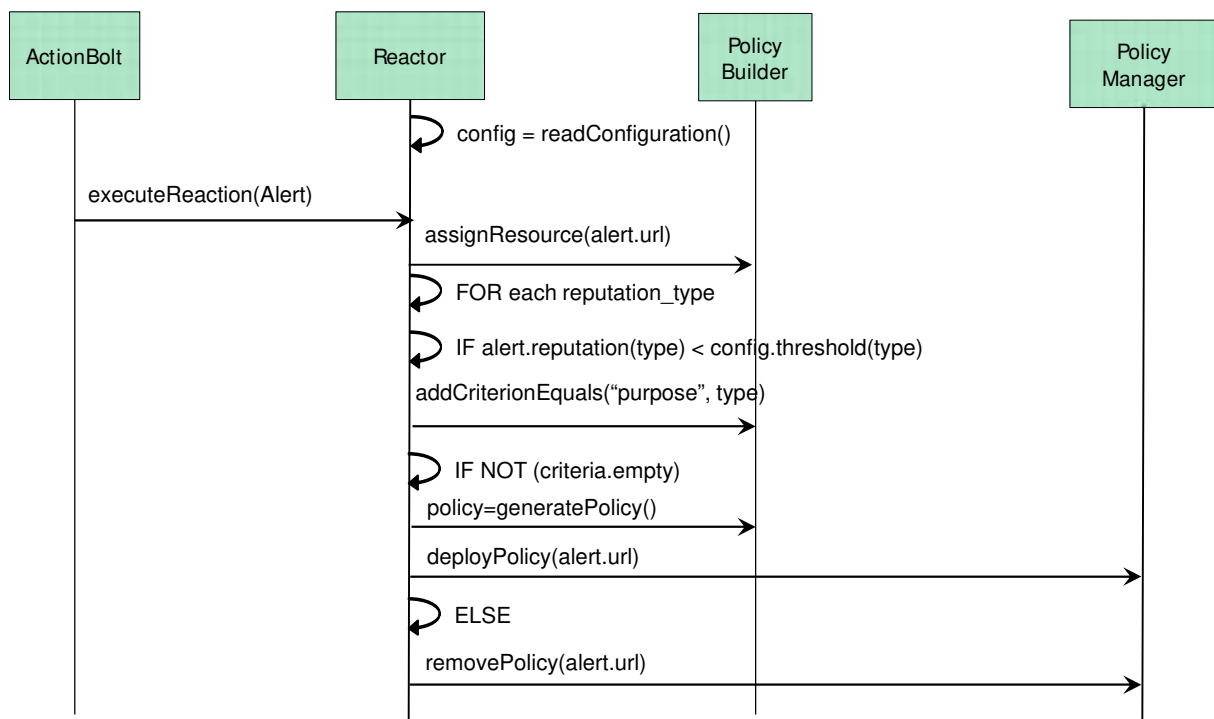 ActionBolt
Reactor
Policy
Builder
Policy
Manager
config = readConfiguration()
executeReaction(Alert)
assignResource(alert.url)
FOR each reputation_type
IF alert.reputation(type) < config.threshold(type)
addCriterionEquals(“purpose”, type)
IF NOT (criteria.empty)
policy=generatePolicy()
deployPolicy(alert.url)
ELSE
removePolicy(alert.url)